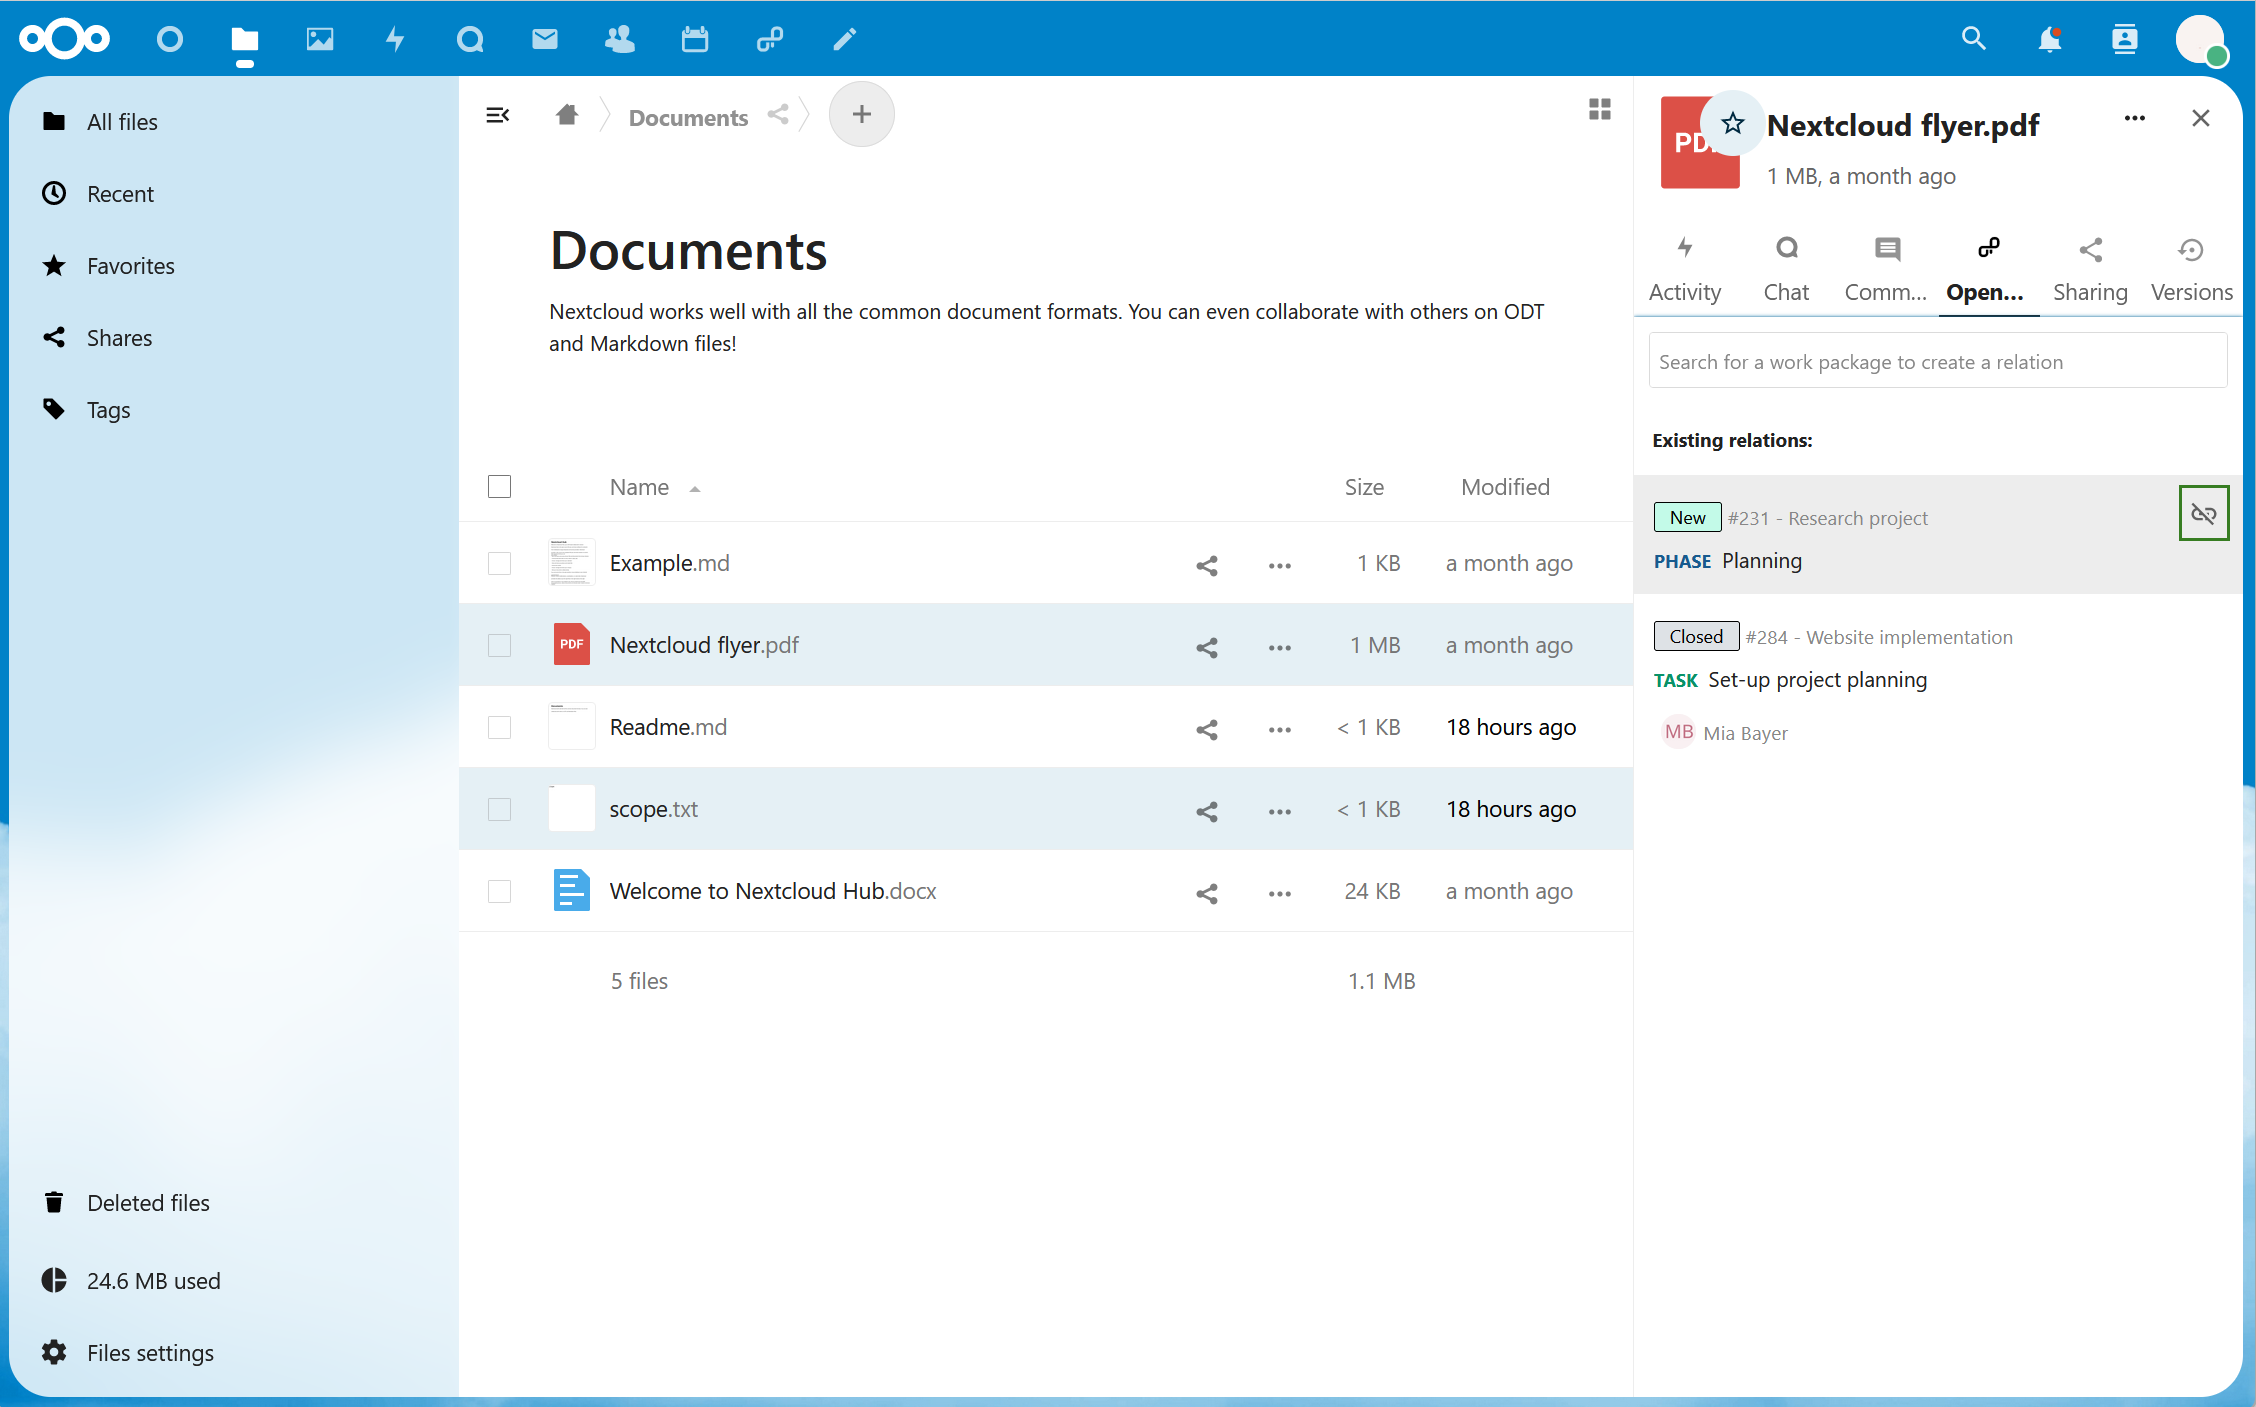 All files
Recent
Favorites
Shares
Tags
Deleted files
24.6 MB used
Files settings
Documents
+
Documents
Nextcloud works well with all the common document formats. You can even collaborate with others on ODT
and Markdown files!
Name Size Modified
Example.md 1 KB a month ago
PDF Nextcloud flyer.pdf 1 MB a month ago
Readme.md < 1 KB 18 hours ago
scope.txt < 1 KB 18 hours ago
Welcome to Nextcloud Hub.docx 24 KB a month ago
5 files 1.1 MB
Nextcloud flyer.pdf
1 MB, a month ago
Activity Chat Comm... Open... Sharing Versions
Search for a work package to create a relation
Existing relations:
New #231 - Research project
PHASE Planning
Closed #284 - Website implementation
TASK Set-up project planning
MB Mia Bayer